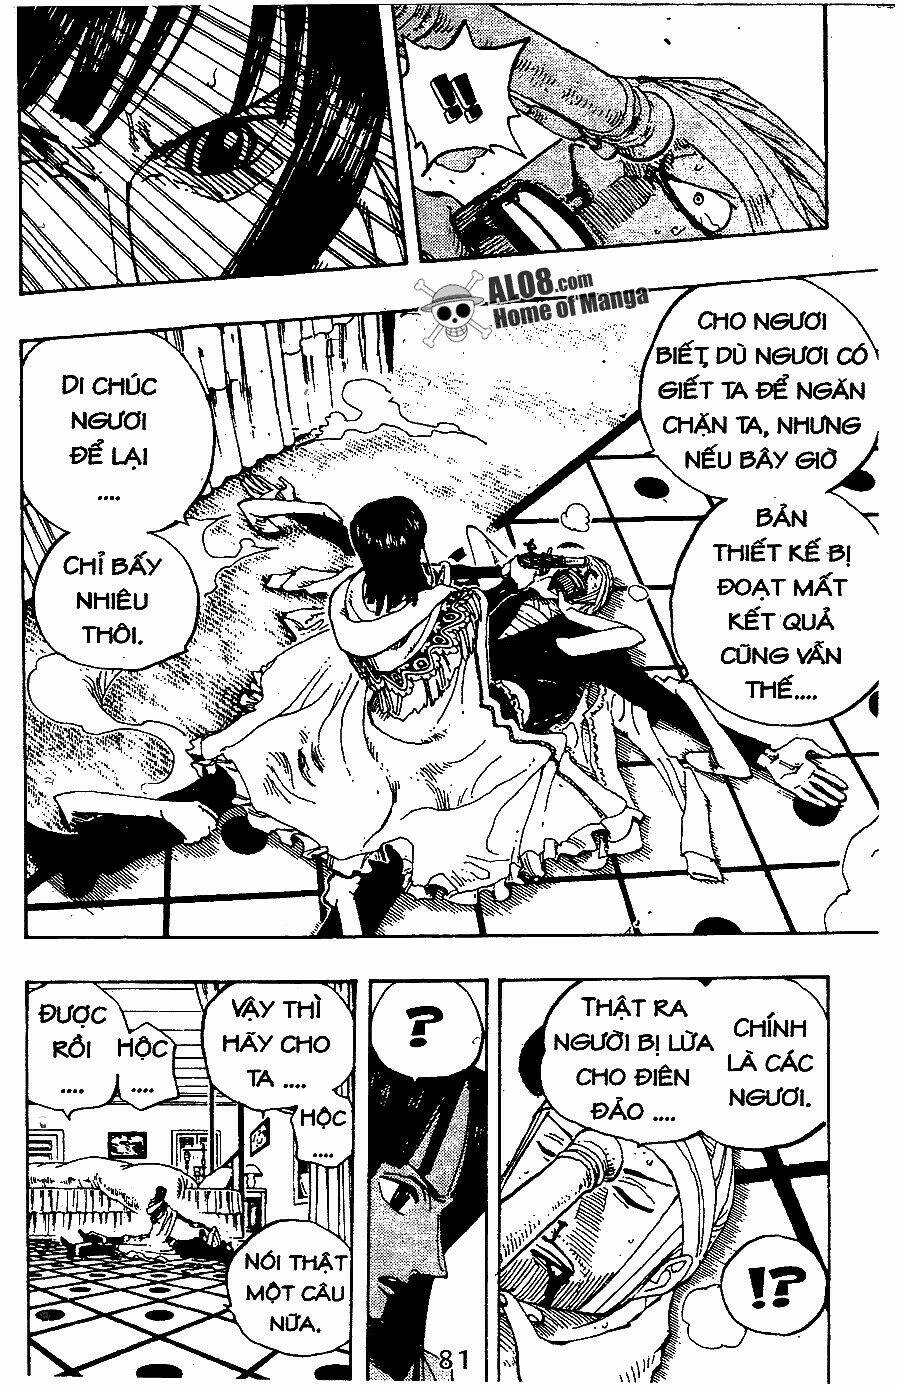 !!
AL08.com
Home of Manga
CHO NGƯƠI
BIẾT, DÙ NGƯƠI CÓ
GIẾT TA ĐỂ NGĂN
CHẶN TA, NHƯNG
NẾU BÂY GIỜ
BẢN
THIẾT KẾ BỊ
ĐOẠT MẤT
KẾT QUẢ
CŨNG VẪN
THẾ....
DI CHÚC
NGƯƠI
ĐỂ LẠI
....
CHỈ BẤY
NHIÊU
THÔI.
CHÍNH
LÀ CÁC
NGƯƠI.
THẬT RA
NGƯỜI BỊ LỪA
CHO ĐIÊN
ĐẢO ....
!?
?
VẬY THÌ
HÃY CHO
TA ....
HỘC
....
HỘC
....
ĐƯỢC
RỒI
....
NÓI THẬT
MỘT CÂU
NỮA.
81